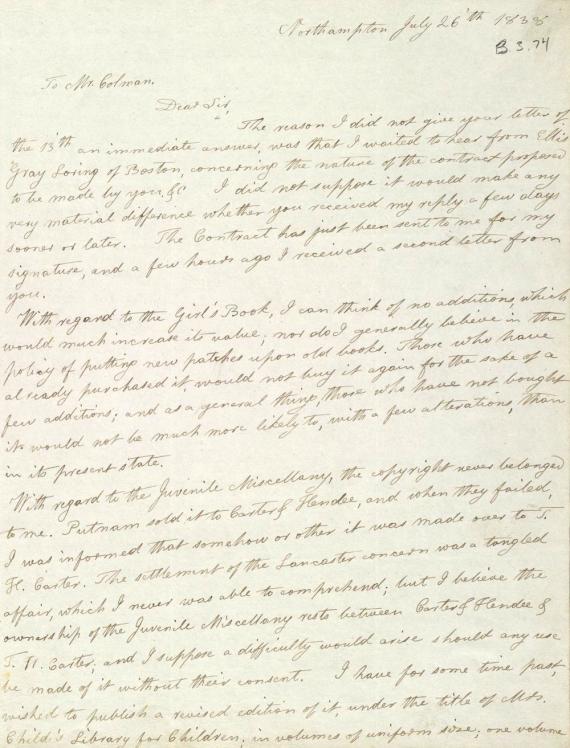 Northampton July 26'th 1838
B 3.74
To Mr. Colman.
Dear Sir,
The reason I did not give your letter of
the 13'th an immediate answer, was that I waited to hear from Ellis
Gray Loring of Boston, concerning the nature of the contract proposed
to be made by you, &c I did not suppose it would make any
very material difference whether you received my reply a few days
sooner or later. The Contract has just been sent to me for my
signature, and a few hours ago I received a second letter from
you.
With regard to the Girl's Book, I can think of no additions, which
would much increase its value; nor do I generally believe in the
policy of putting new patches upon old books. Those who have
already purchased it, would not buy it again for the sake of a
few additions; and as a general thing, those who have not bought
it would not be much more likely to, with a few alterations, than
in its present state.
With regard to the Juvenile Miscellany, the copyright never belonged
to me. Putnam sold it to Carter & Hendee, and when they failed,
I was informed that somehow or other it was made over to T.
H. Carter. The settlement of the Lancaster concern was a tangled
affair, which I never was able to comprehend; but I believe the
ownership of the Juvenile Miscellany rests between Carter & Hendee &
T. H. Carter; and I suppose a difficulty would arise should any use
be made of it without their consent. I have for some time past,
wished to publish a revised edition of it, under the title of Mrs.
Child's Library for Children; in volumes of uniform size; one volume